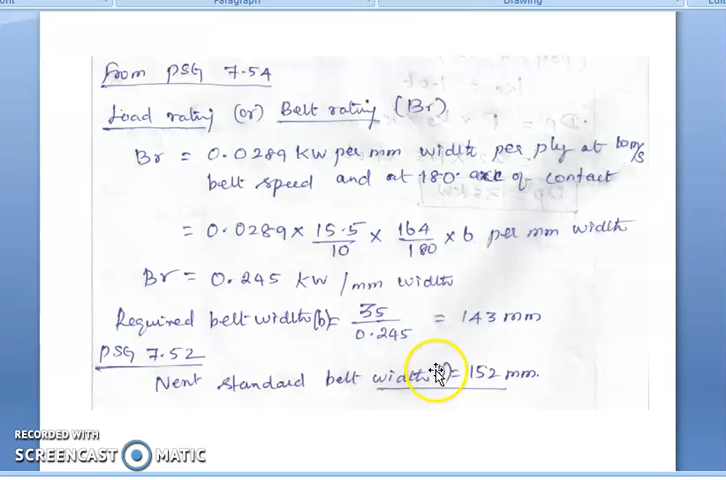 Paragraph
Drawing
From PSG 7.54
Load rating (or) Belt rating (Br)
Br = 0.0289 KW per mm width per ply at 10m/s
belt speed and at 180° arc of contact
= 0.0289 × 15.5/10 × 164/180 × 6 per mm width
Br = 0.245 KW/mm width
Required belt width(b)= 35/0.245 = 143 mm
PSG 7.52
Next standard belt width = 152 mm.
RECORDED WITH
SCREENCAST MATIC